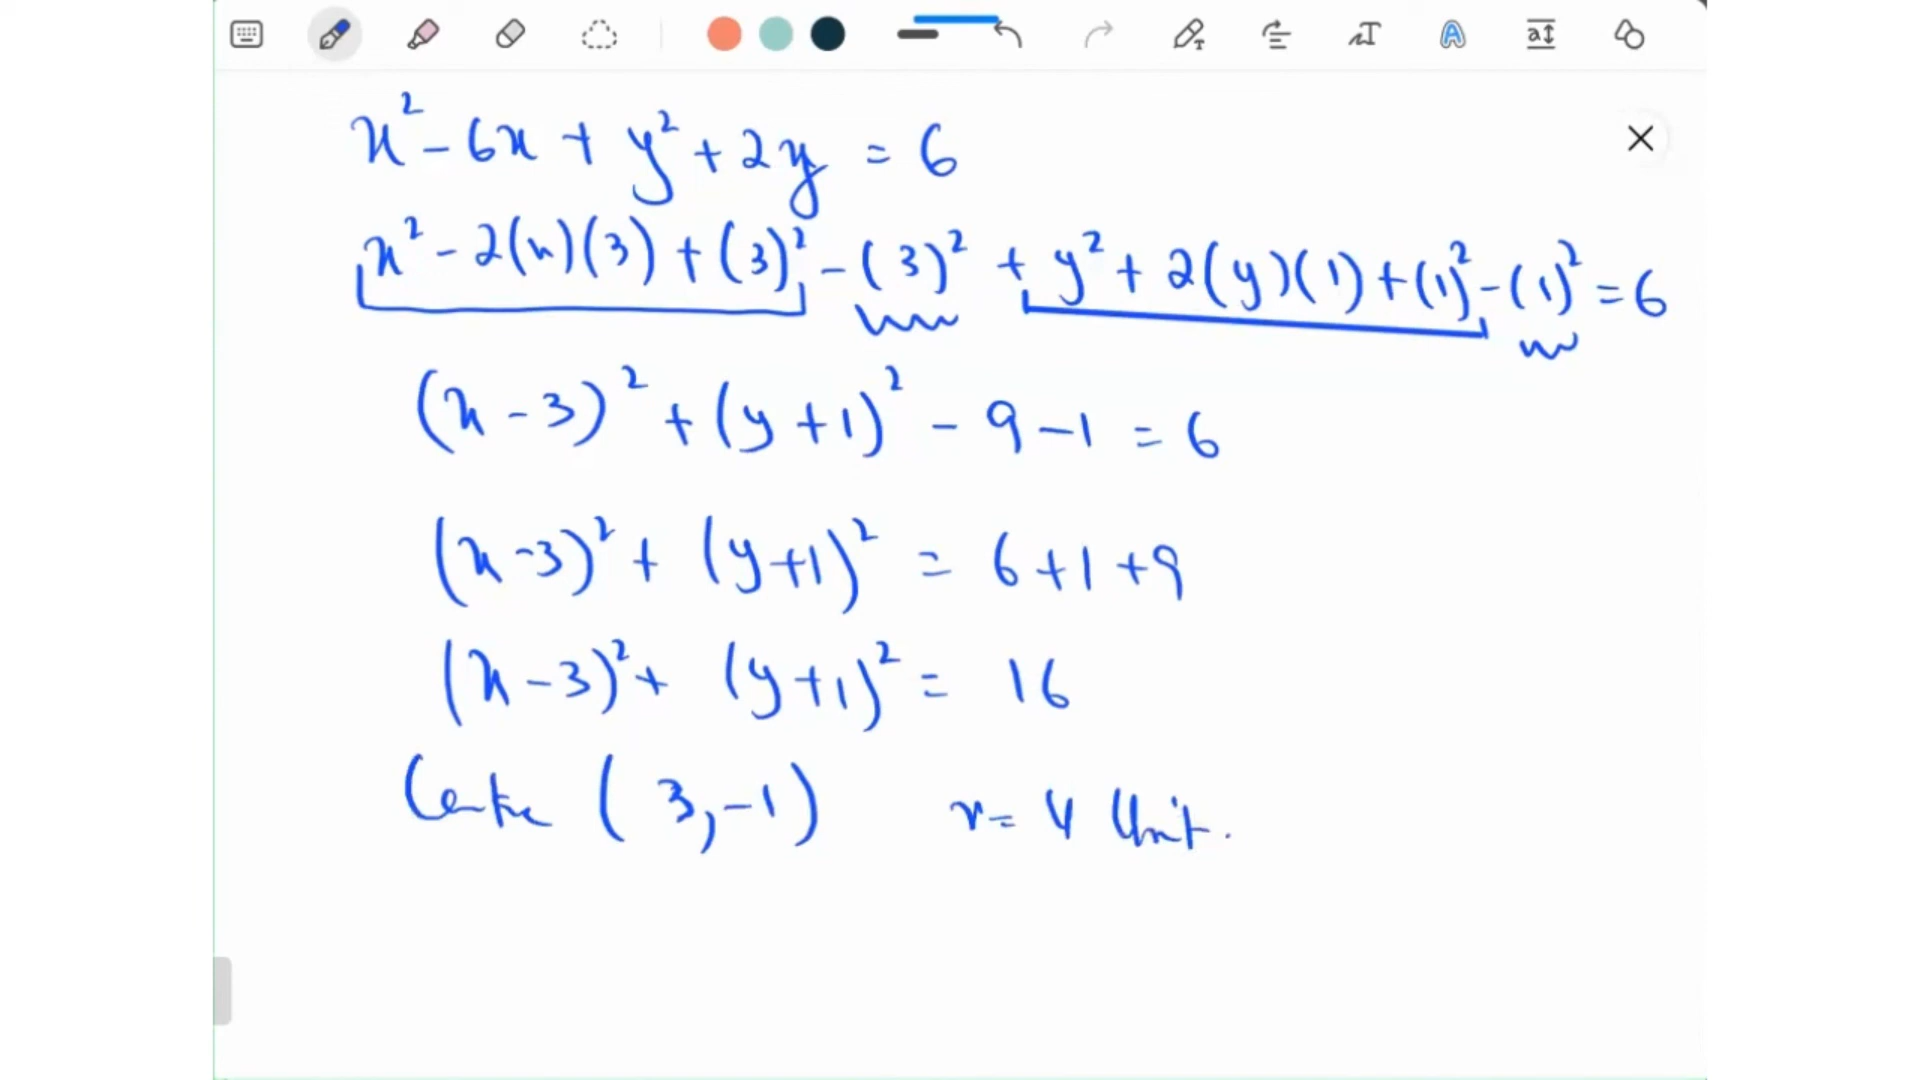 x² - 6x + y² + 2y = 6
x² - 2(x)(3) + (3)² - (3)² + y² + 2(y)(1) + (1)² - (1)² = 6
(x - 3)² + (y + 1)² - 9 - 1 = 6
(x - 3)² + (y + 1)² = 6 + 1 + 9
(x - 3)² + (y + 1)² = 16
Centre (3, -1) r = 4 Unit.